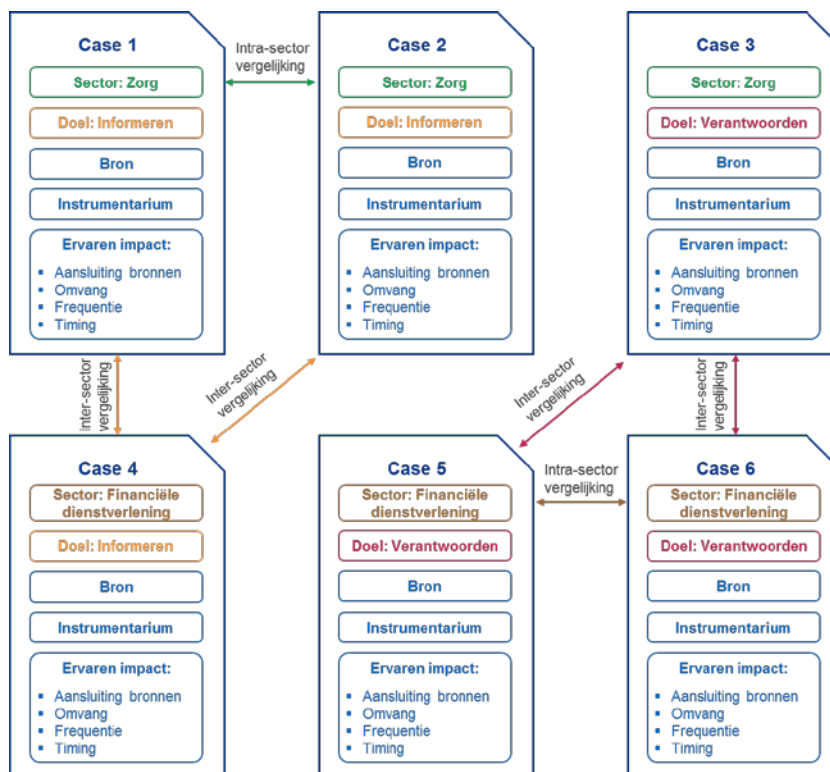 Case 1
Sector: Zorg
Doel: Informeren
Bron
Instrumentarium
Ervaren impact:
▪ Aansluiting bronnen
▪ Omvang
▪ Frequentie
▪ Timing
Intra-sector
vergelijking
Case 2
Sector: Zorg
Doel: Informeren
Bron
Instrumentarium
Ervaren impact:
▪ Aansluiting bronnen
▪ Omvang
▪ Frequentie
▪ Timing
Case 3
Sector: Zorg
Doel: Verantwoorden
Bron
Instrumentarium
Ervaren impact:
▪ Aansluiting bronnen
▪ Omvang
▪ Frequentie
▪ Timing
Inter-sector
vergelijking
Inter-sector
vergelijking
Inter-sector
vergelijking
Inter-sector
vergelijking
Case 4
Sector: Financiële
dienstverlening
Doel: Informeren
Bron
Instrumentarium
Ervaren impact:
▪ Aansluiting bronnen
▪ Omvang
▪ Frequentie
▪ Timing
Case 5
Sector: Financiële
dienstverlening
Doel: Verantwoorden
Bron
Instrumentarium
Ervaren impact:
▪ Aansluiting bronnen
▪ Omvang
▪ Frequentie
▪ Timing
Intra-sector
vergelijking
Case 6
Sector: Financiële
dienstverlening
Doel: Verantwoorden
Bron
Instrumentarium
Ervaren impact:
▪ Aansluiting bronnen
▪ Omvang
▪ Frequentie
▪ Timing